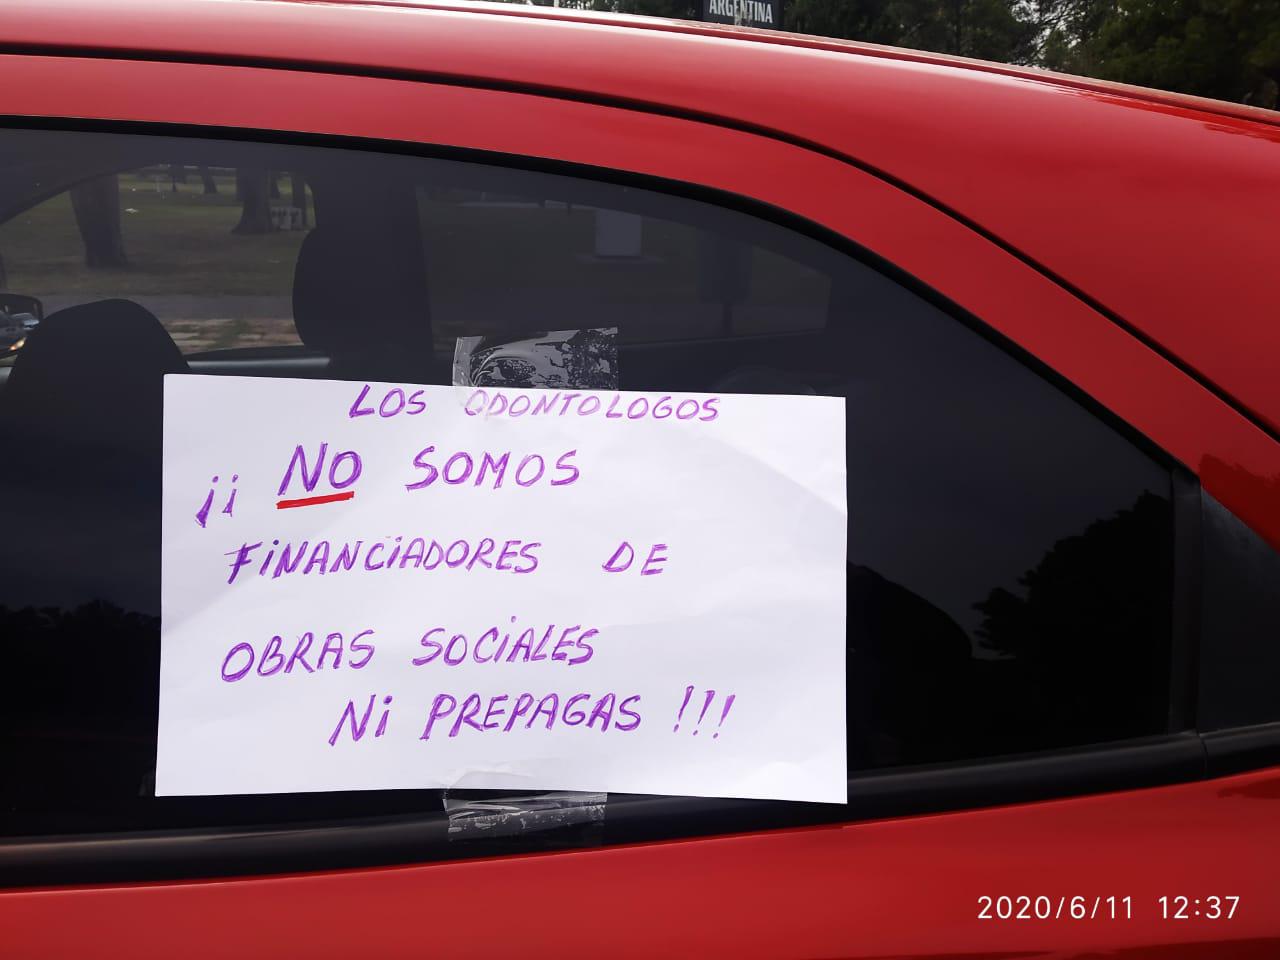 ARGENTINA
LOS ODONTOLOGOS
¡¡ NO SOMOS
FiNANCiADORES DE
OBRAS SOCiALES
Ni PREPAGAS !!!
2020/6/11 12:37